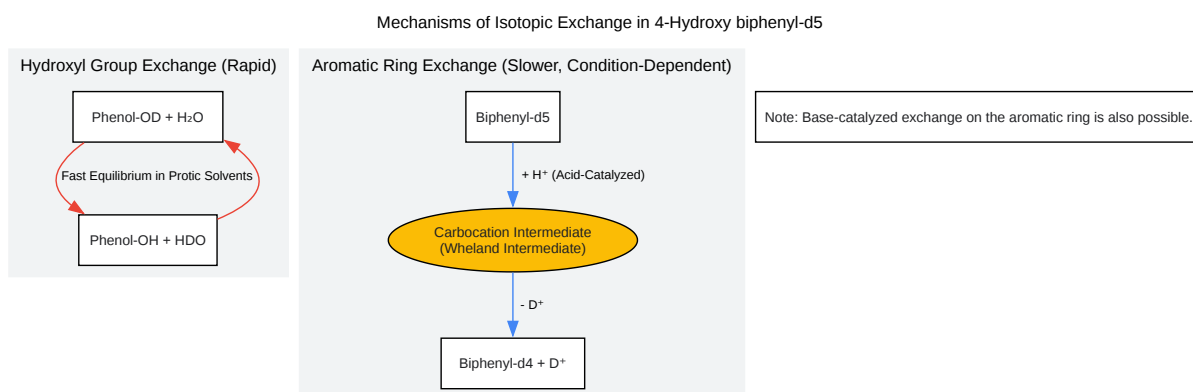 Mechanisms of Isotopic Exchange in 4-Hydroxy biphenyl-d5
Hydroxyl Group Exchange (Rapid)
Phenol-OD + H₂O
Fast Equilibrium in Protic Solvents
Phenol-OH + HDO
Aromatic Ring Exchange (Slower, Condition-Dependent)
Biphenyl-d5
+ H⁺ (Acid-Catalyzed)
Carbocation Intermediate
(Wheland Intermediate)
- D⁺
Biphenyl-d4 + D⁺
Note: Base-catalyzed exchange on the aromatic ring is also possible.